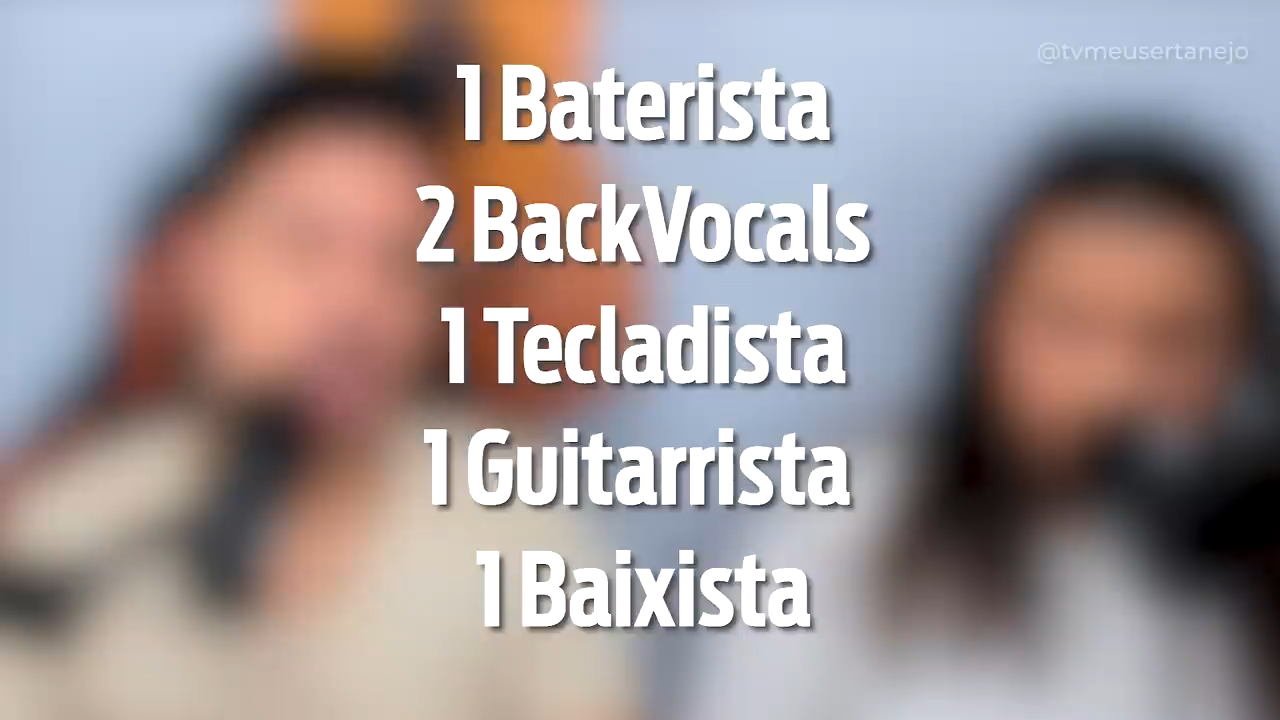 @tvmeusertanejo
1 Baterista
2 BackVocals
1 Tecladista
1 Guitarrista
1 Baixista